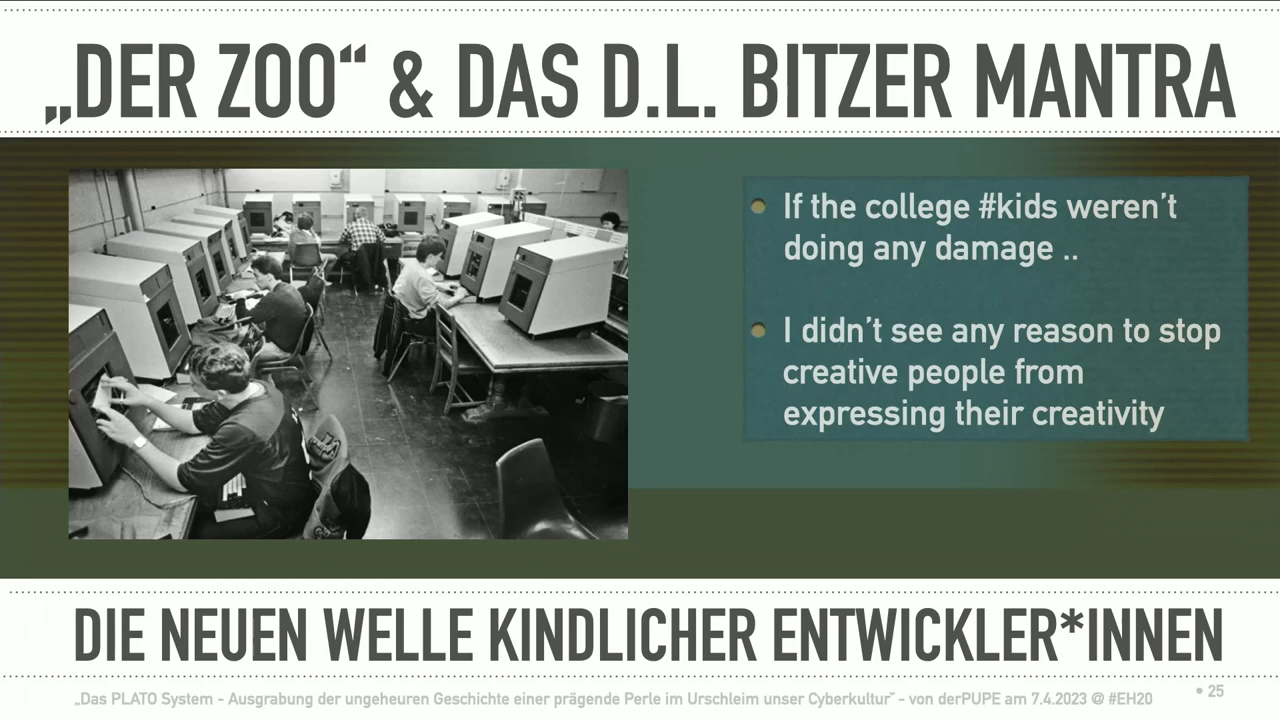 „DER ZOO“ & DAS D.L. BITZER MANTRA
• If the college #kids weren’t
doing any damage ..
• I didn’t see any reason to stop
creative people from
expressing their creativity
DIE NEUEN WELLE KINDLICHER ENTWICKLER*INNEN
„Das PLATO System - Ausgrabung der ungeheuren Geschichte einer prägende Perle im Urschleim unser Cyberkultur˝ - von derPUPE am 7.4.2023 @ #EH20
• 25